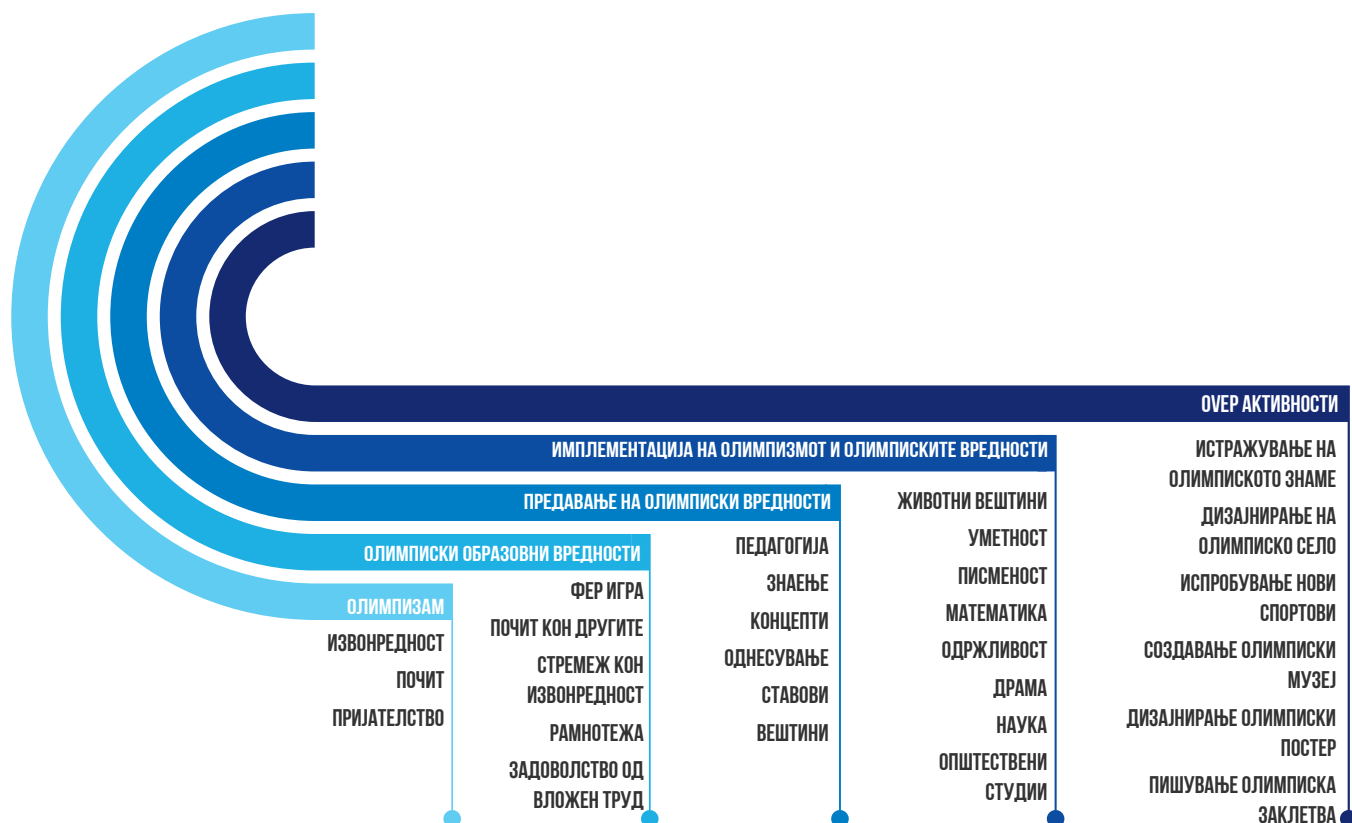 OVEP АКТИВНОСТИ
ИСТРАЖУВАЊЕ НА
ОЛИМПИСКОТО ЗНАМЕ
ДИЗАЈНИРАЊЕ НА
ОЛИМПИСКО СЕЛО
ИСПРОБУВАЊЕ НОВИ
СПОРТОВИ
СОЗДАВАЊЕ ОЛИМПИСКИ
МУЗЕЈ
ДИЗАЈНИРАЊЕ ОЛИМПИСКИ
ПОСТЕР
ПИШУВАЊЕ ОЛИМПИСКА
ЗАКЛЕТВА
ИМПЛЕМЕНТАЦИЈА НА ОЛИМПИЗМОТ И ОЛИМПИСКИТЕ ВРЕДНОСТИ
ЖИВОТНИ ВЕШТИНИ
УМЕТНОСТ
ПИСМЕНОСТ
МАТЕМАТИКА
ОДРЖЛИВОСТ
ДРАМА
НАУКА
ОПШТЕСТВЕНИ
СТУДИИ
ПРЕДАВАЊЕ НА ОЛИМПИСКИ ВРЕДНОСТИ
ПЕДАГОГИЈА
ЗНАЕЊЕ
КОНЦЕПТИ
ОДНЕСУВАЊЕ
СТАВОВИ
ВЕШТИНИ
ОЛИМПИСКИ ОБРАЗОВНИ ВРЕДНОСТИ
ФЕР ИГРА
ПОЧИТ КОН ДРУГИТЕ
СТРЕМЕЖ КОН
ИЗВОНРЕДНОСТ
РАМНОТЕЖА
ЗАДОВОЛСТВО ОД
ВЛОЖЕН ТРУД
ОЛИМПИЗАМ
ИЗВОНРЕДНОСТ
ПОЧИТ
ПРИЈАТЕЛСТВО